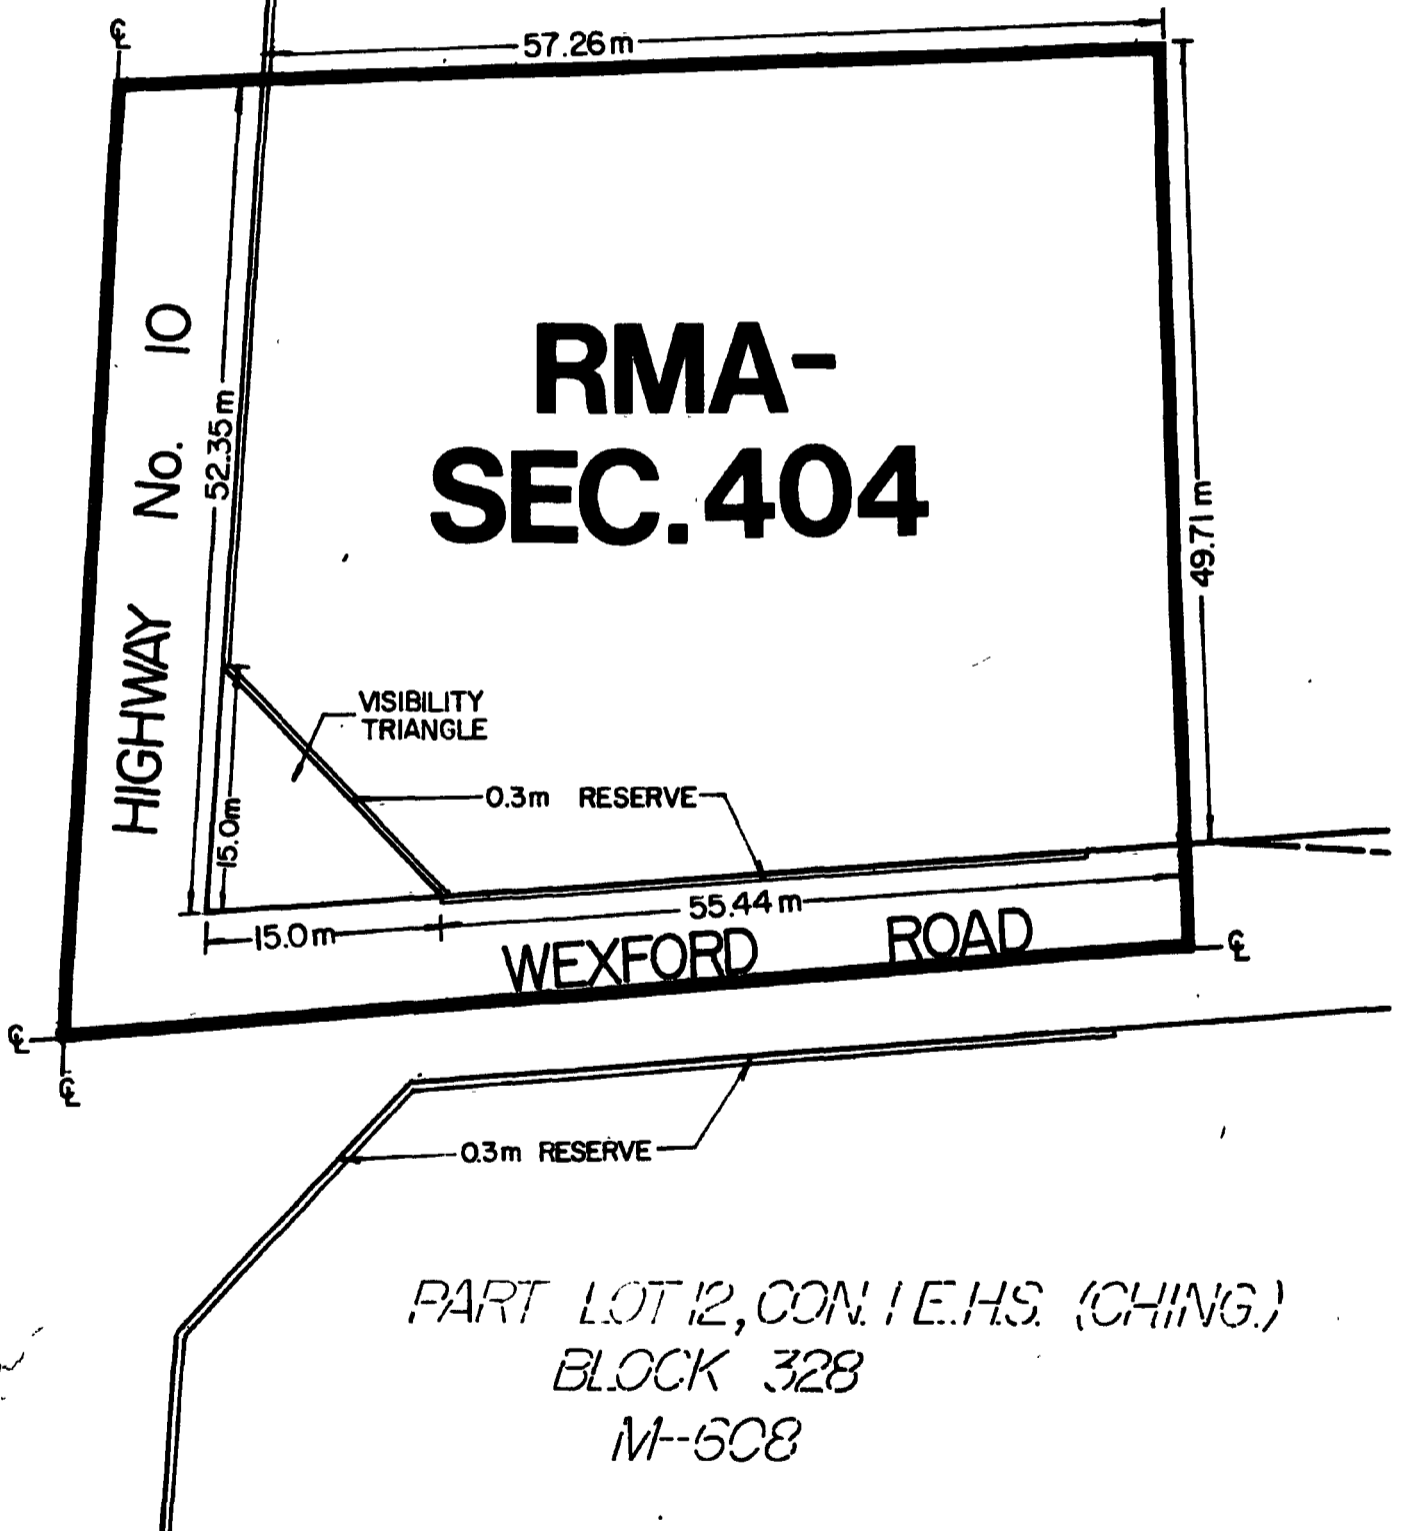 ℄
57.26m
HIGHWAY No. 10
52.35m
RMA-
SEC. 404
49.71m
VISIBILITY
TRIANGLE
0.3m RESERVE
15.0m
15.0m
55.44m
WEXFORD ROAD
℄
℄
℄
0.3m RESERVE
PART LOT 12, CON. 1 E.H.S. (CHING.)
BLOCK 328
M-608